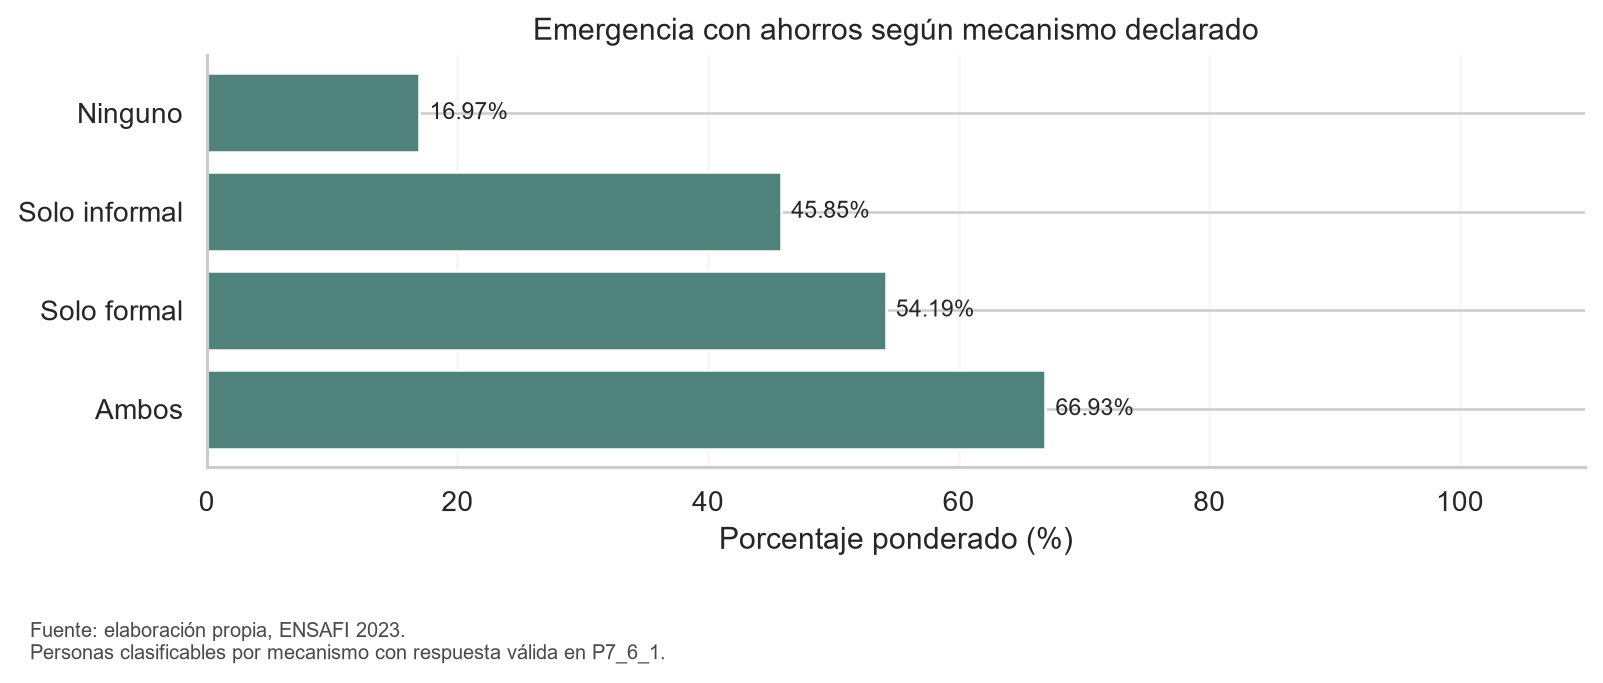 Emergencia con ahorros según mecanismo declarado
Ninguno
16.97%
Solo informal
45.85%
Solo formal
54.19%
Ambos
66.93%
0 20 40 60 80 100
Porcentaje ponderado (%)
Fuente: elaboración propia, ENSAFI 2023.
Personas clasificables por mecanismo con respuesta válida en P7_6_1.